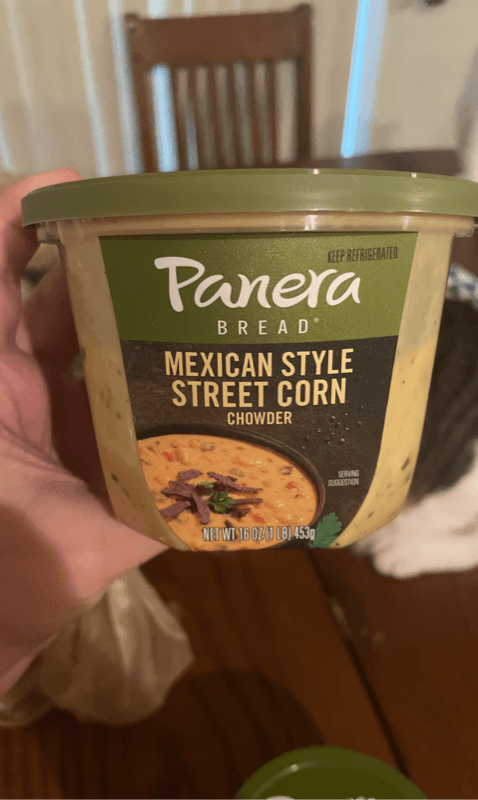 KEEP REFRIGERATED
Panera
BREAD®
MEXICAN STYLE
STREET CORN
CHOWDER
SERVING
SUGGESTION
NET WT 16 OZ (1 LB) 453g